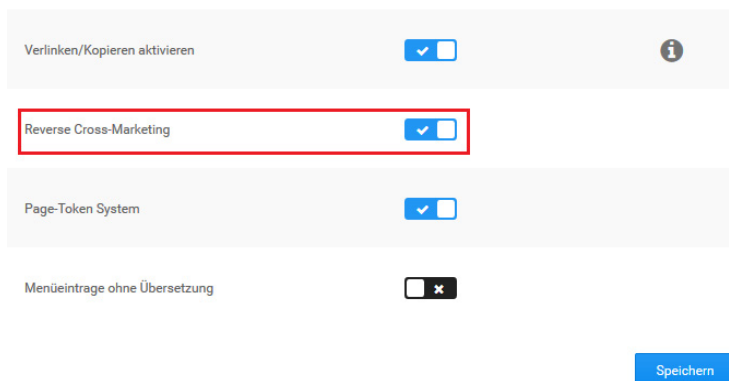 Verlinken/Kopieren aktivieren
Reverse Cross-Marketing
Page-Token System
Menüeintrage ohne Übersetzung
Speichern